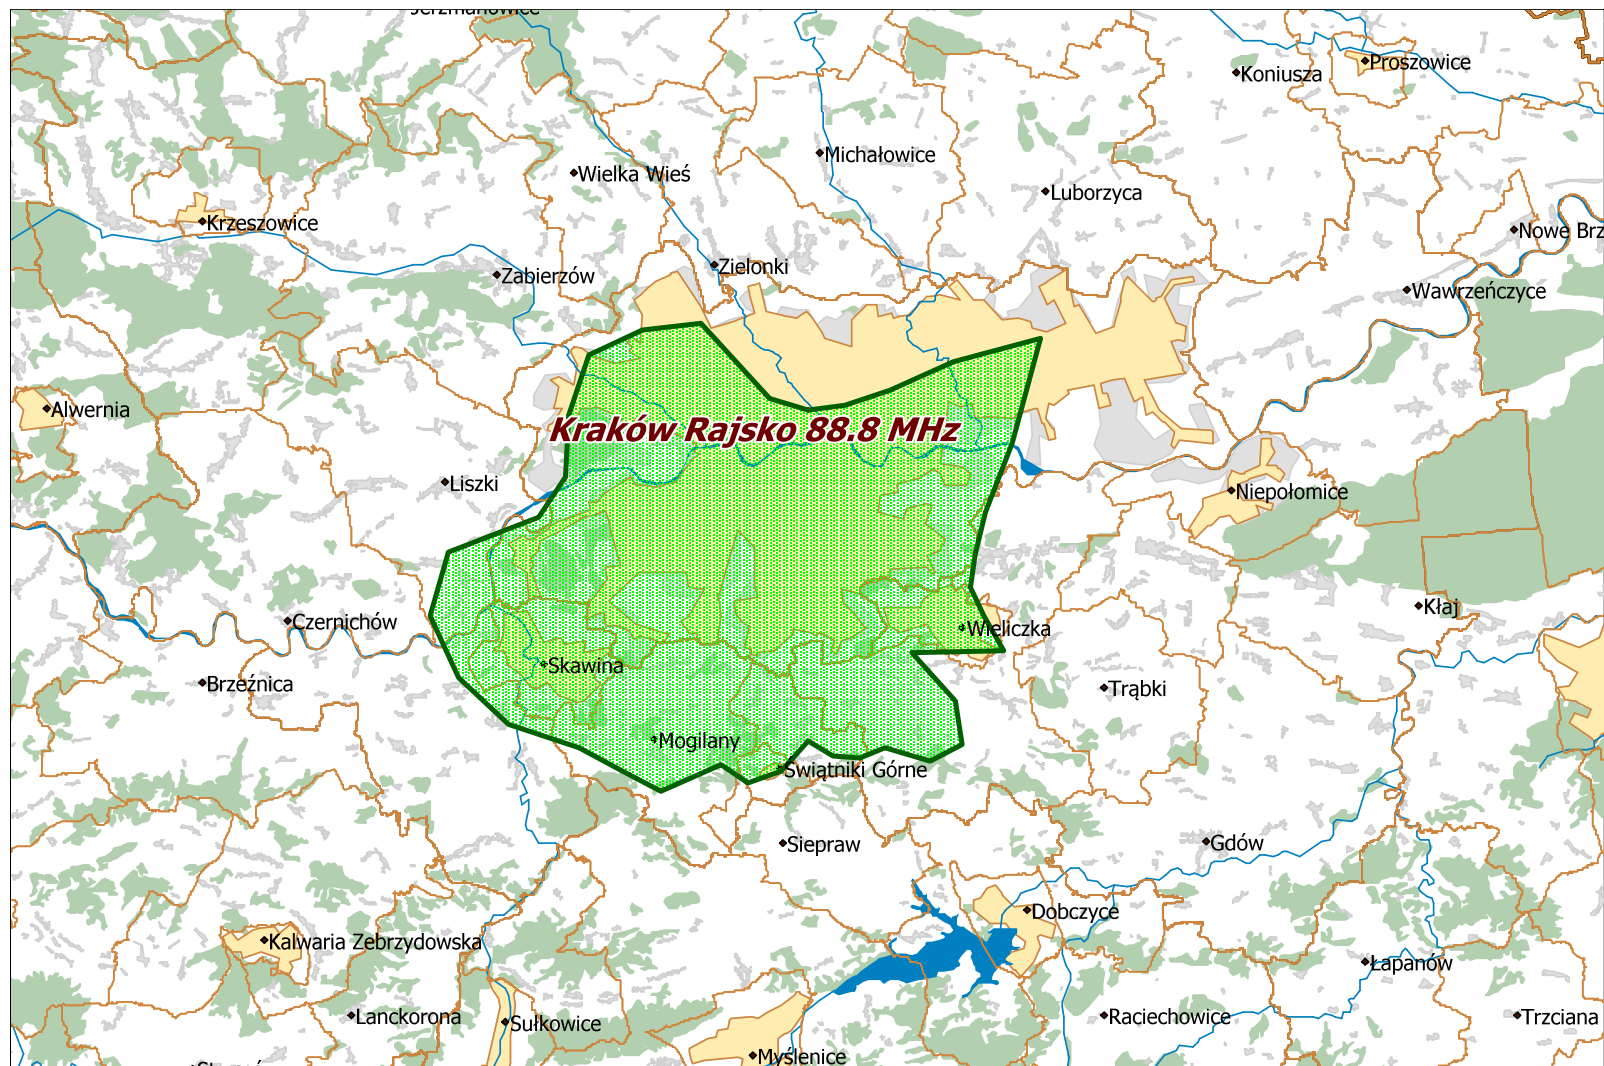 Jerzmanowice
Proszowice
Koniusza
Michałowice
Wielka Wieś
Luborzyca
Krzeszowice
Nowe Brz
Zielonki
Zabierzów
Wawrzeńczyce
Alwernia
Kraków Rajsko 88.8 MHz
Liszki
Niepołomice
Kłaj
Czernichów
Wieliczka
Skawina
Brzeźnica
Trąbki
Mogilany
Świątniki Górne
Siepraw
Gdów
Dobczyce
Kalwaria Zebrzydowska
Łapanów
Lanckorona
Sułkowice
Raciechowice
Trzciana
Myślenice